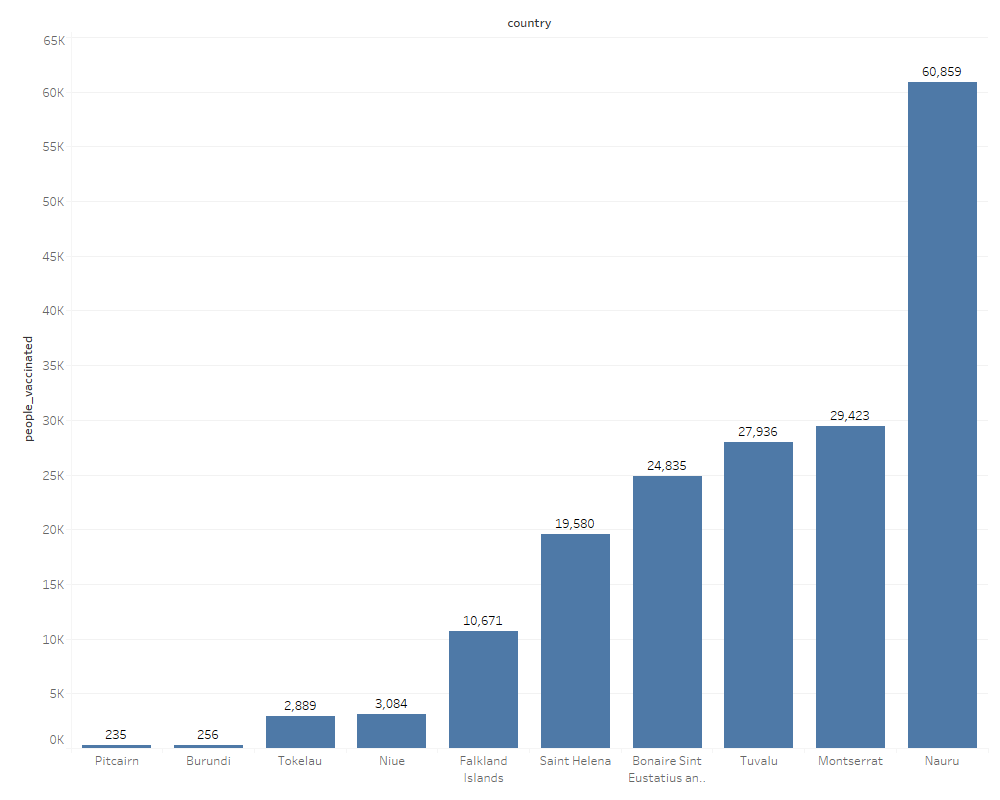 country
65K
60K
55K
50K
45K
40K
35K
30K
25K
20K
15K
10K
5K
0K
people_vaccinated
235
256
2,889
3,084
10,671
19,580
24,835
27,936
29,423
60,859
Pitcairn
Burundi
Tokelau
Niue
Falkland
Islands
Saint Helena
Bonaire Sint
Eustatius an..
Tuvalu
Montserrat
Nauru